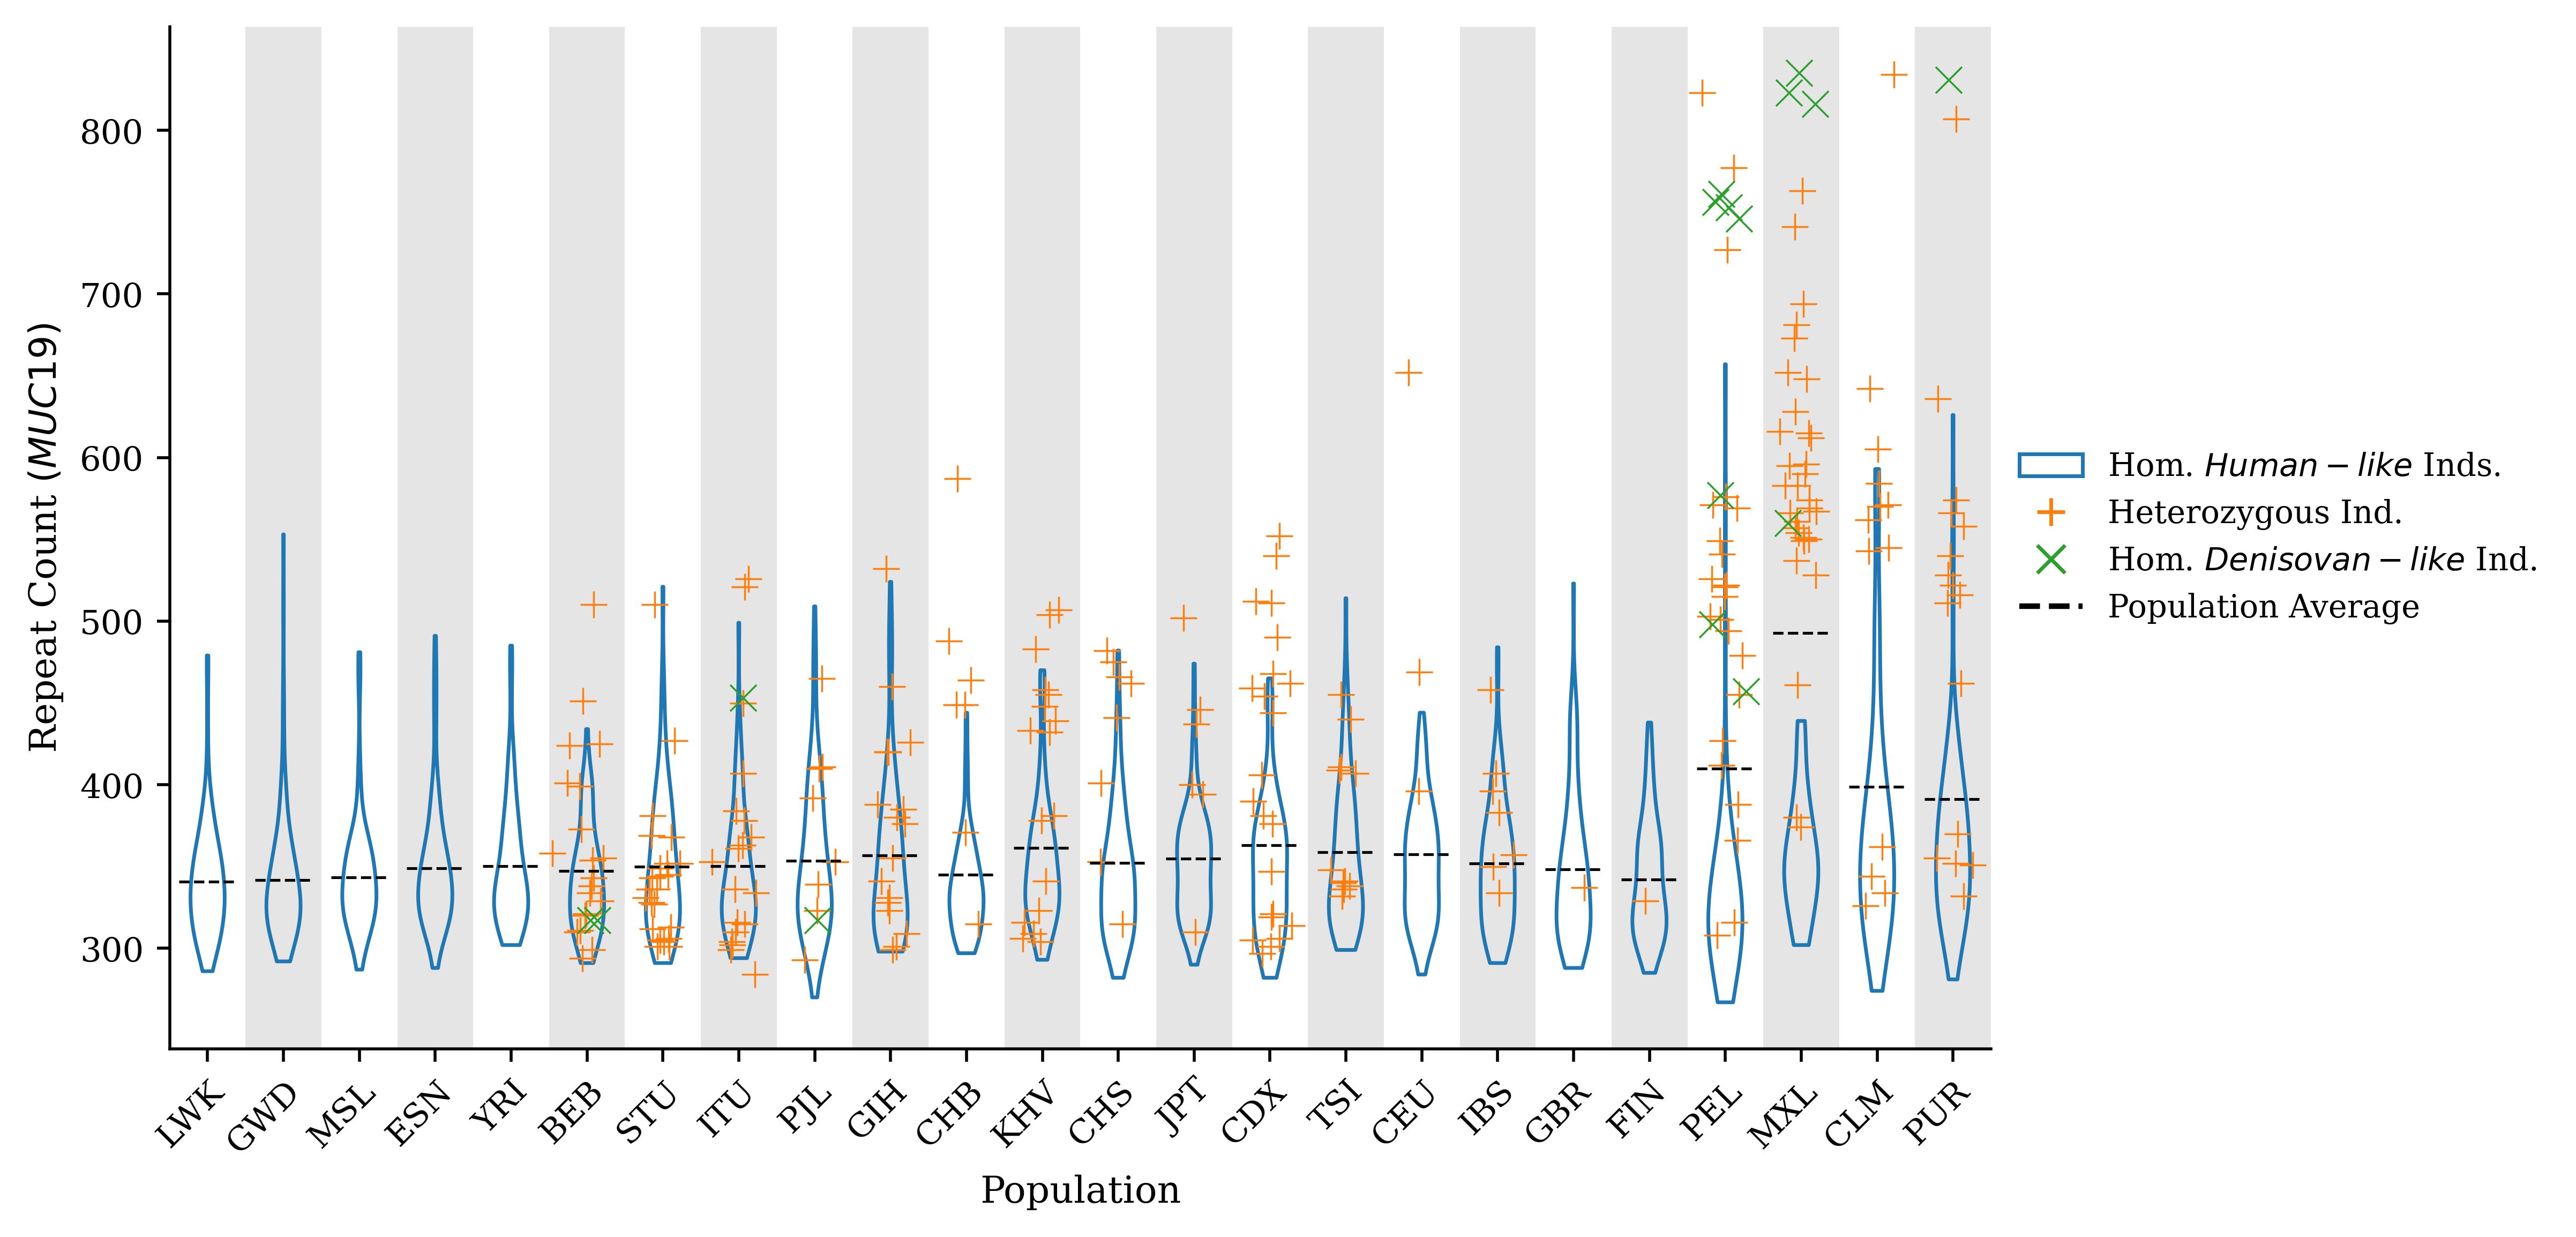 Repeat Count (MUC19)
800
700
600
500
400
300
LWK GWD MSL ESN YRI BEB STU ITU PJL GIH CHB KHV CHS JPT CDX TSI CEU IBS GBR FIN PEL MXL CLM PUR
Population
Hom. Human – like Inds.
Heterozygous Ind.
Hom. Denisovan – like Ind.
Population Average